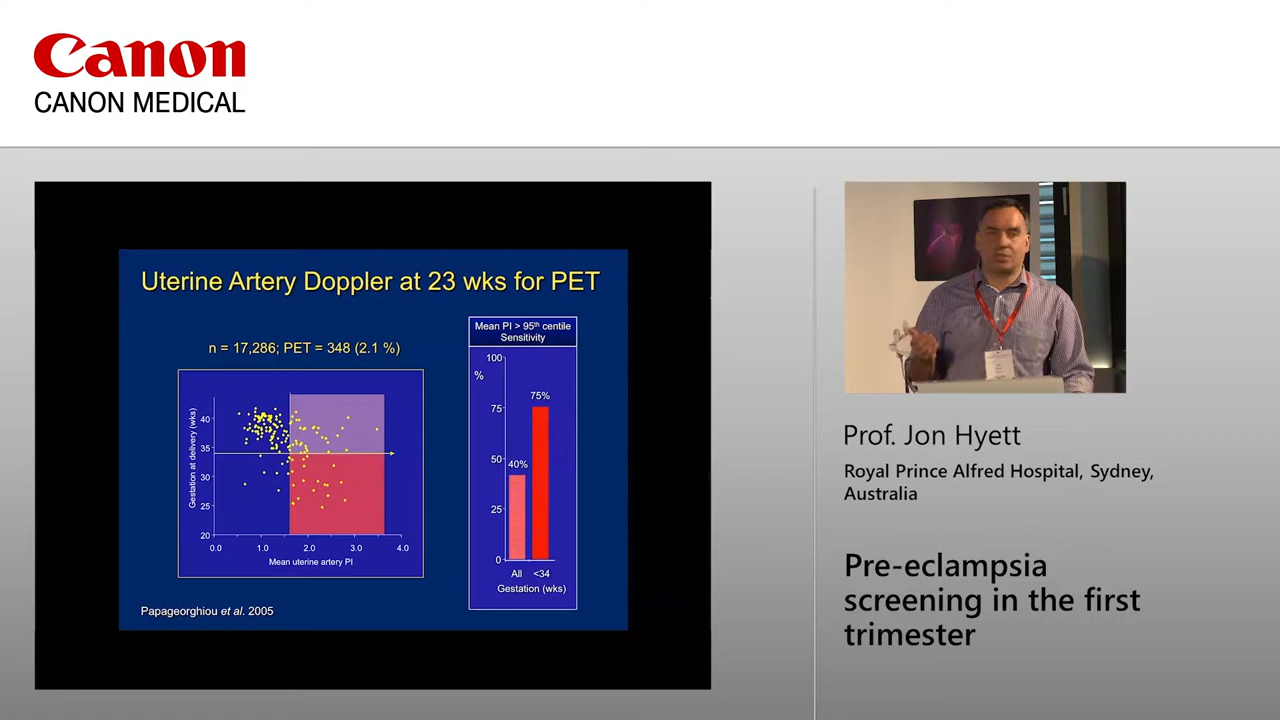 Canon
CANON MEDICAL
Uterine Artery Doppler at 23 wks for PET
n = 17,286; PET = 348 (2.1 %)
Gestation at delivery (wks)
40
35
30
25
20
0.0 1.0 2.0 3.0 4.0
Mean uterine artery PI
Mean PI > 95th centile
Sensitivity
100
%
75
50
25
0
75%
40%
All <34
Gestation (wks)
Papageorghiou et al. 2005
Prof. Jon Hyett
Royal Prince Alfred Hospital, Sydney,
Australia
Pre-eclampsia
screening in the first
trimester